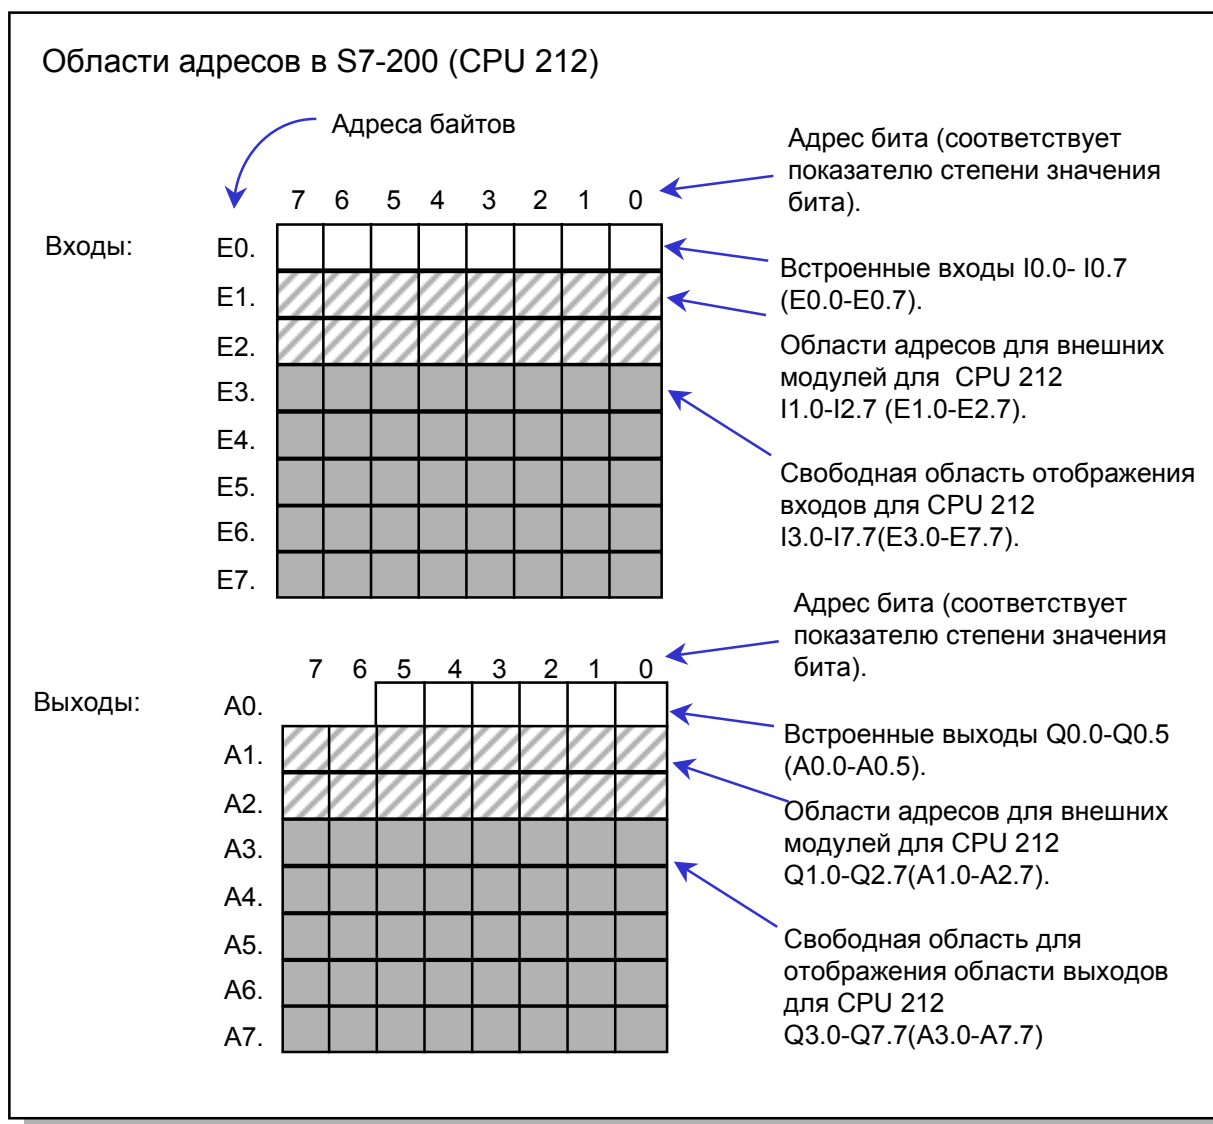 Области адресов в S7-200 (CPU 212)
Адреса байтов
Адрес бита (соответствует
показателю степени значения
бита).
7 6 5 4 3 2 1 0
Входы:
E0.
E1.
E2.
E3.
E4.
E5.
E6.
E7.
Встроенные входы I0.0- I0.7
(E0.0-E0.7).
Области адресов для внешних
модулей для CPU 212
I1.0-I2.7 (E1.0-E2.7).
Свободная область отображения
входов для CPU 212
I3.0-I7.7(E3.0-E7.7).
Адрес бита (соответствует
показателю степени значения
бита).
7 6 5 4 3 2 1 0
Выходы:
A0.
A1.
A2.
A3.
A4.
A5.
A6.
A7.
Встроенные выходы Q0.0-Q0.5
(A0.0-A0.5).
Области адресов для внешних
модулей для CPU 212
Q1.0-Q2.7(A1.0-A2.7).
Свободная область для
отображения области выходов
для CPU 212
Q3.0-Q7.7(A3.0-A7.7)